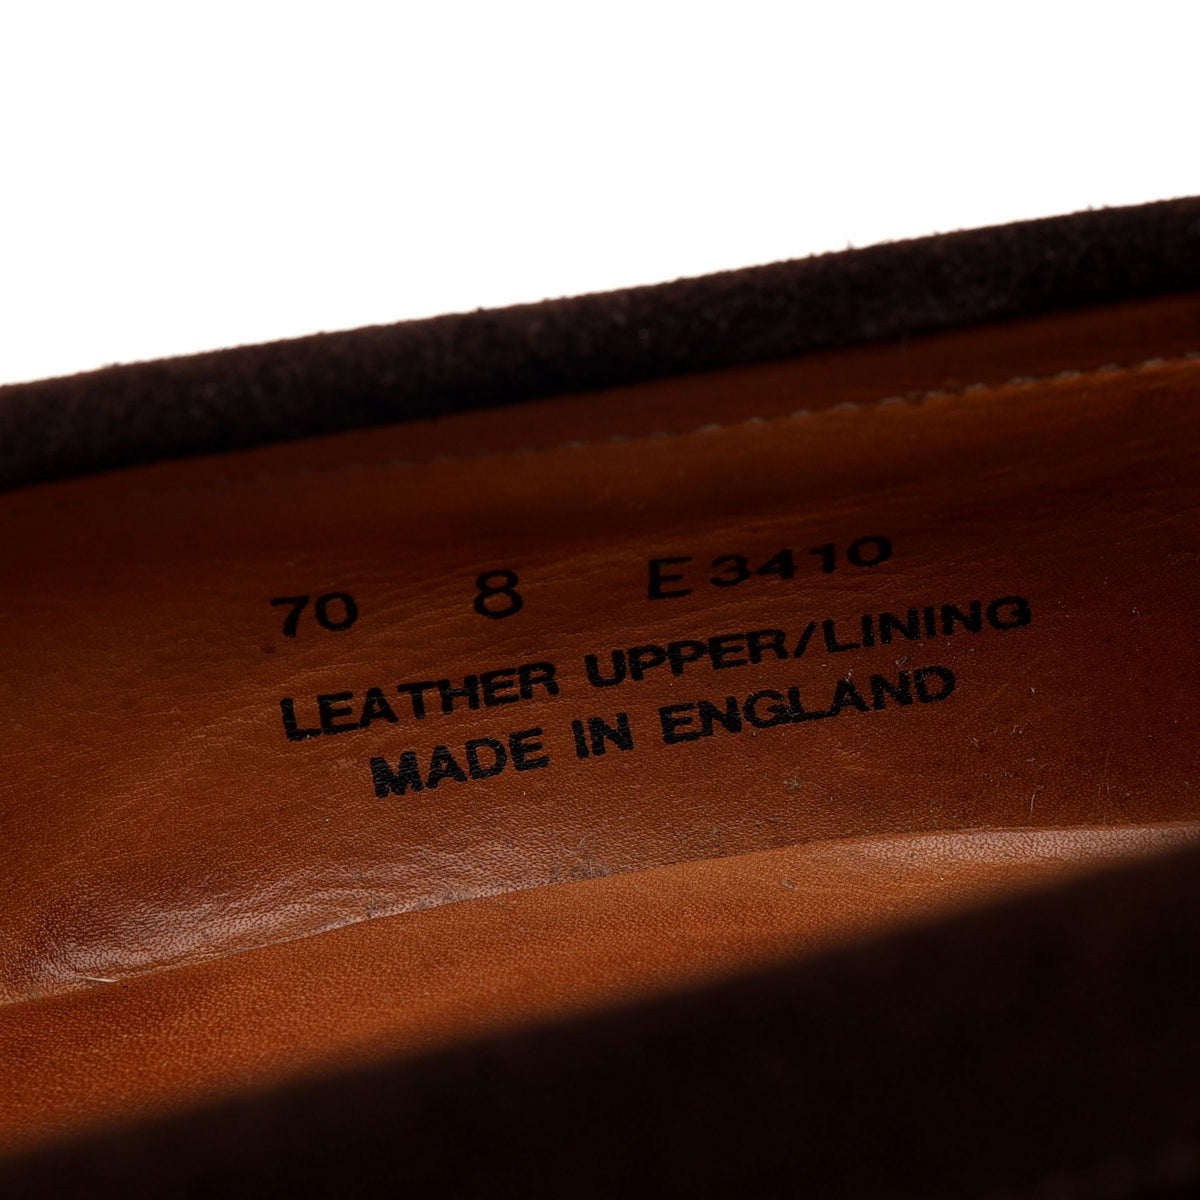 70 8 E 3410
LEATHER UPPER/LINING
MADE IN ENGLAND